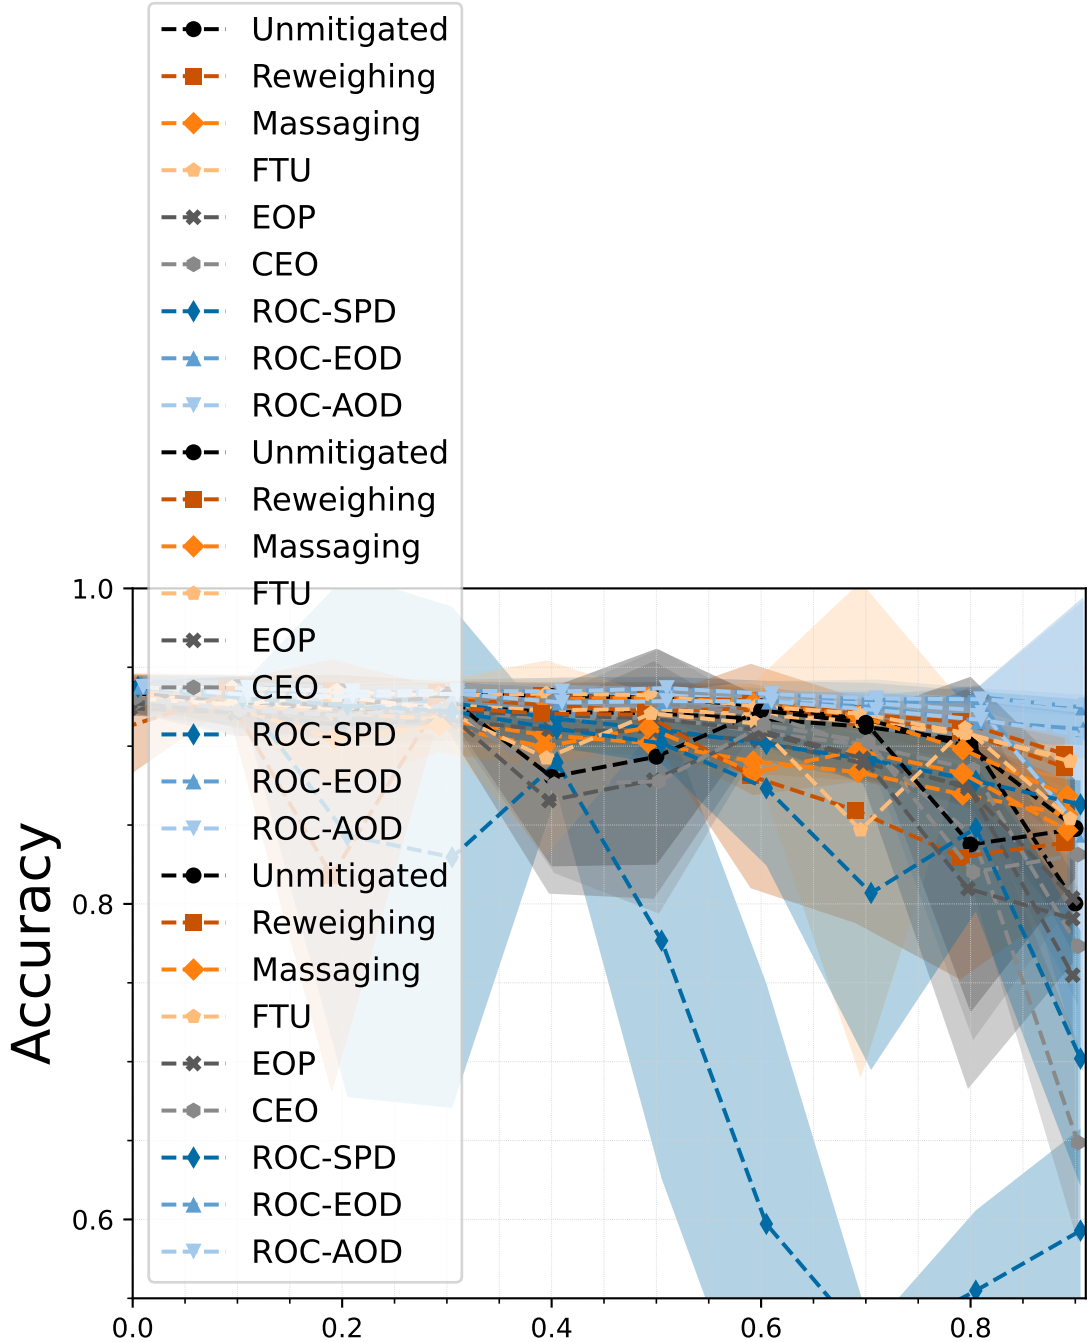 Unmitigated
Reweighing
Massaging
FTU
EOP
CEO
ROC-SPD
ROC-EOD
ROC-AOD
Unmitigated
Reweighing
Massaging
FTU
EOP
CEO
ROC-SPD
ROC-EOD
ROC-AOD
Unmitigated
Reweighing
Massaging
FTU
EOP
CEO
ROC-SPD
ROC-EOD
ROC-AOD
1.0
0.8
0.6
Accuracy
0.0 0.2 0.4 0.6 0.8